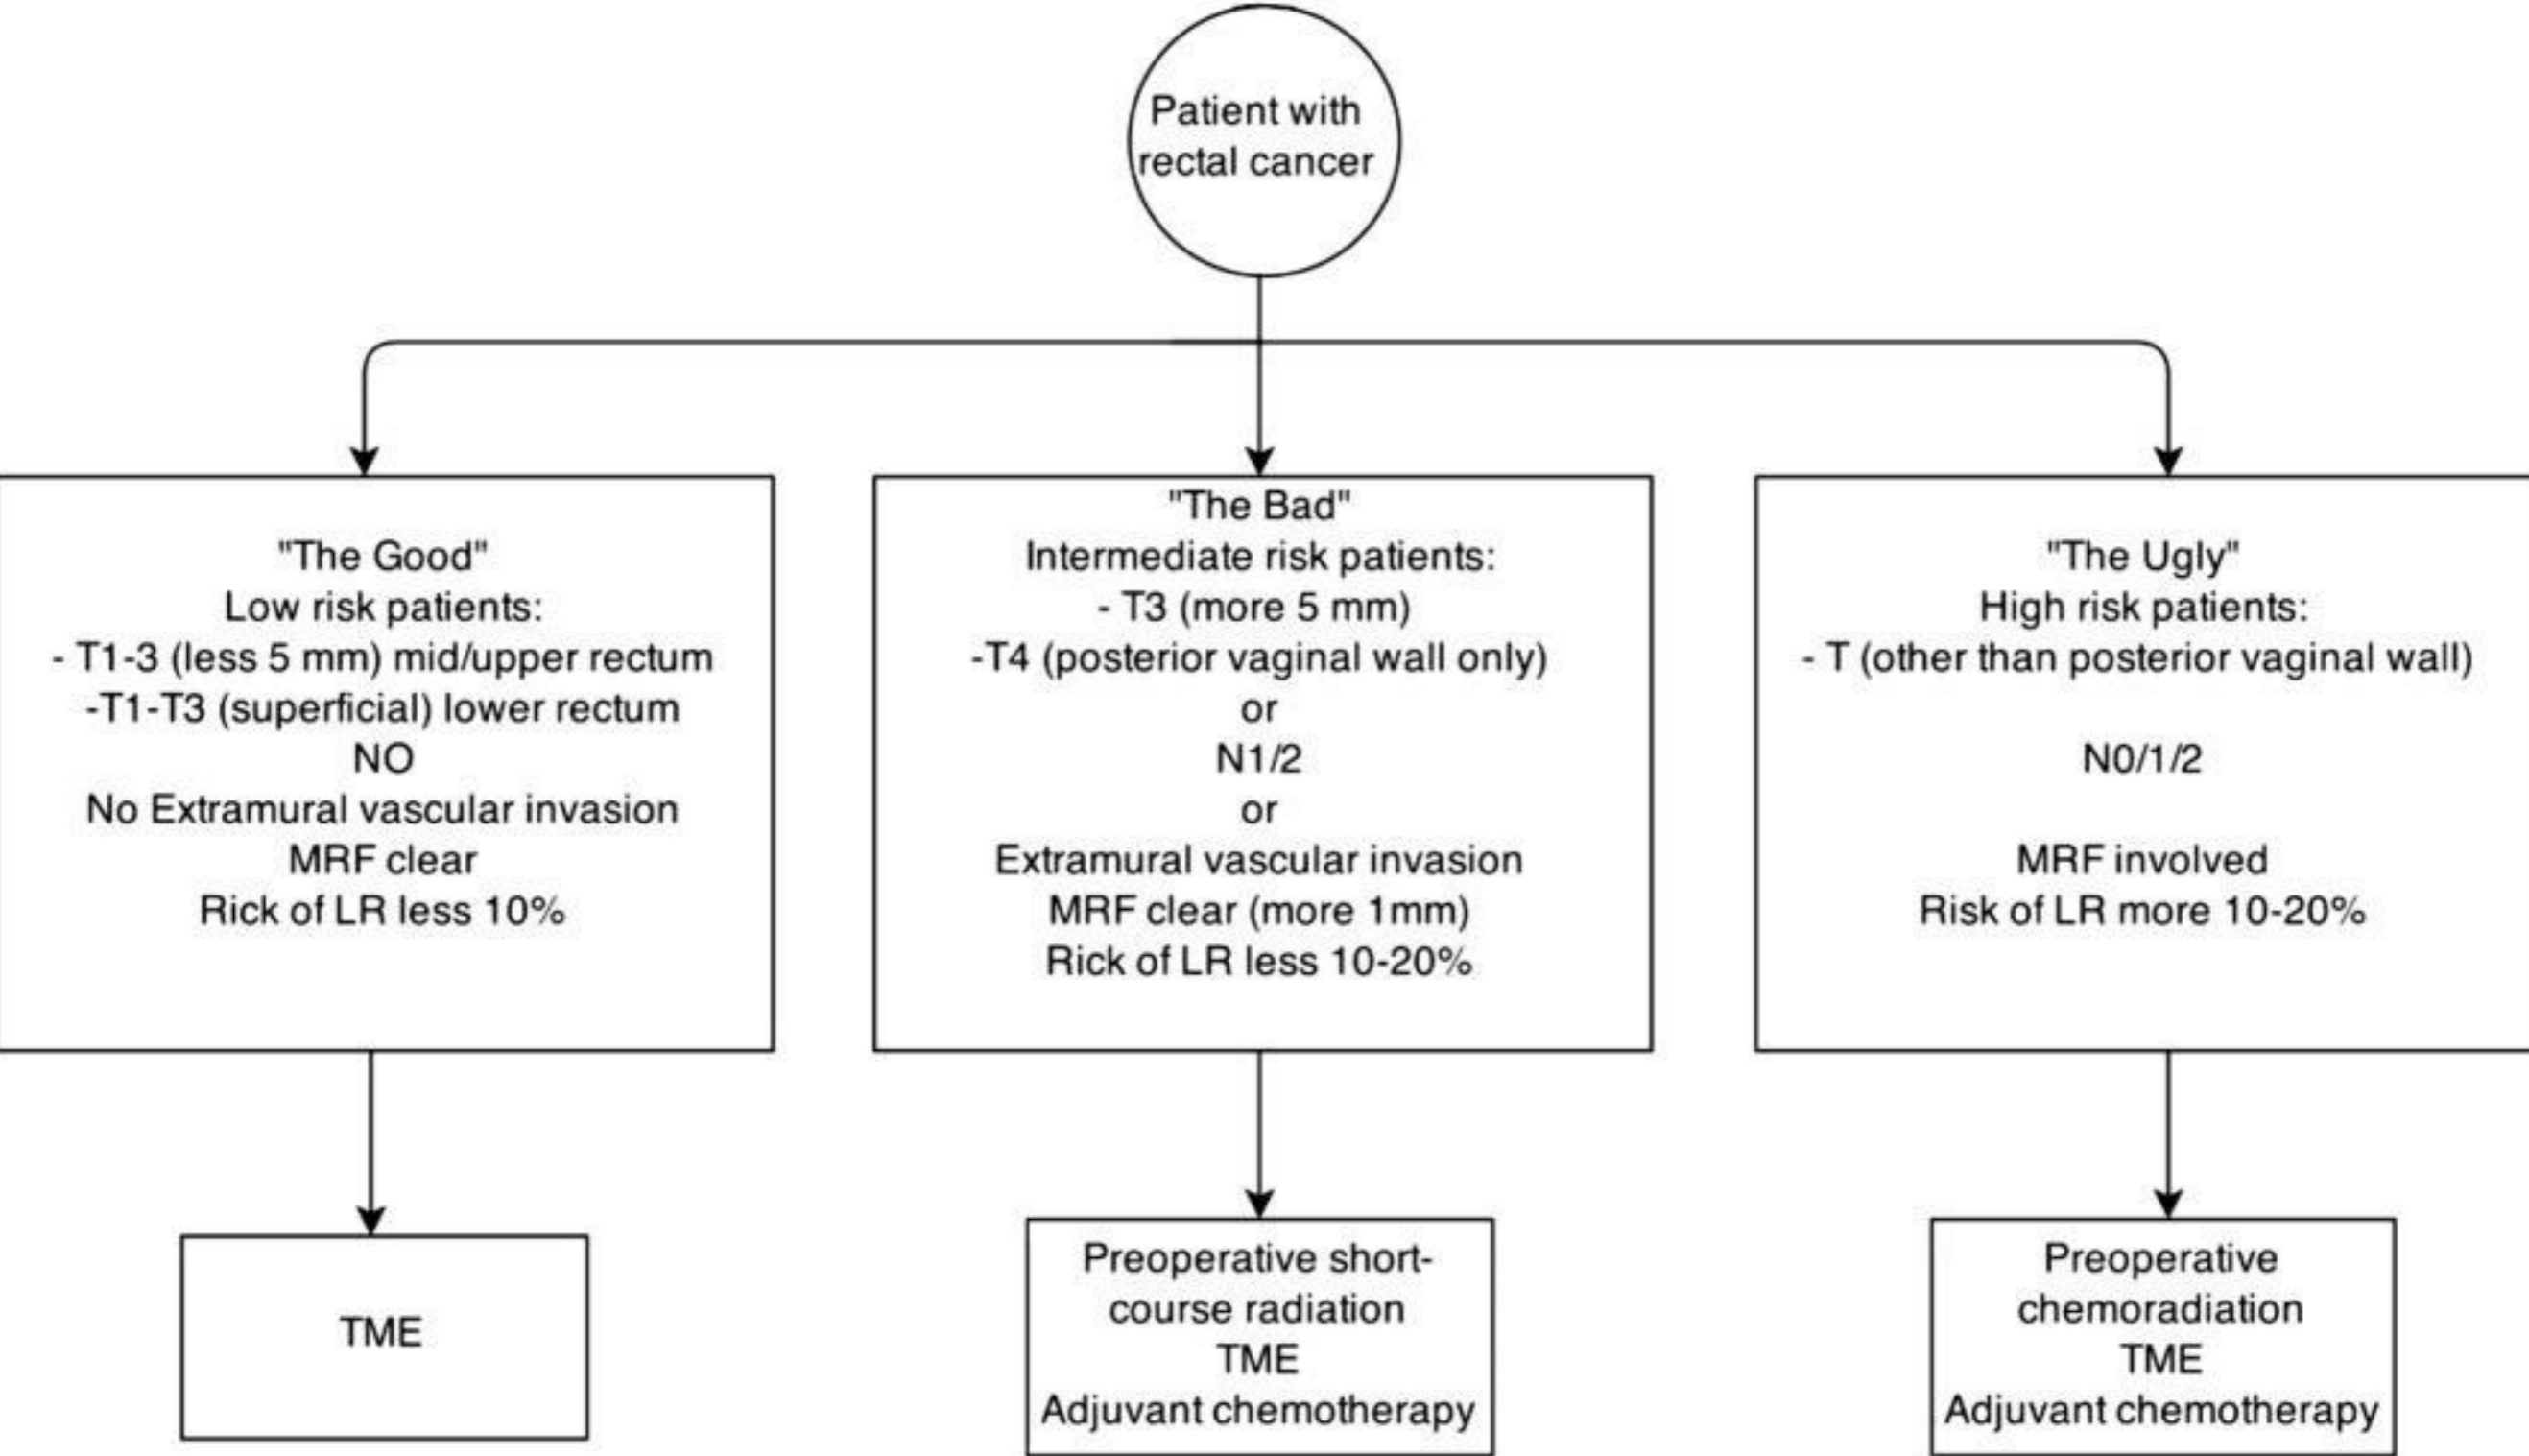 Patient with
rectal cancer
"The Good"
Low risk patients:
- T1-3 (less 5 mm) mid/upper rectum
-T1-T3 (superficial) lower rectum
NO
No Extramural vascular invasion
MRF clear
Rick of LR less 10%
"The Bad"
Intermediate risk patients:
- T3 (more 5 mm)
-T4 (posterior vaginal wall only)
or
N1/2
or
Extramural vascular invasion
MRF clear (more 1mm)
Rick of LR less 10-20%
"The Ugly"
High risk patients:
- T (other than posterior vaginal wall)
N0/1/2
MRF involved
Risk of LR more 10-20%
TME
Preoperative short-
course radiation
TME
Adjuvant chemotherapy
Preoperative
chemoradiation
TME
Adjuvant chemotherapy